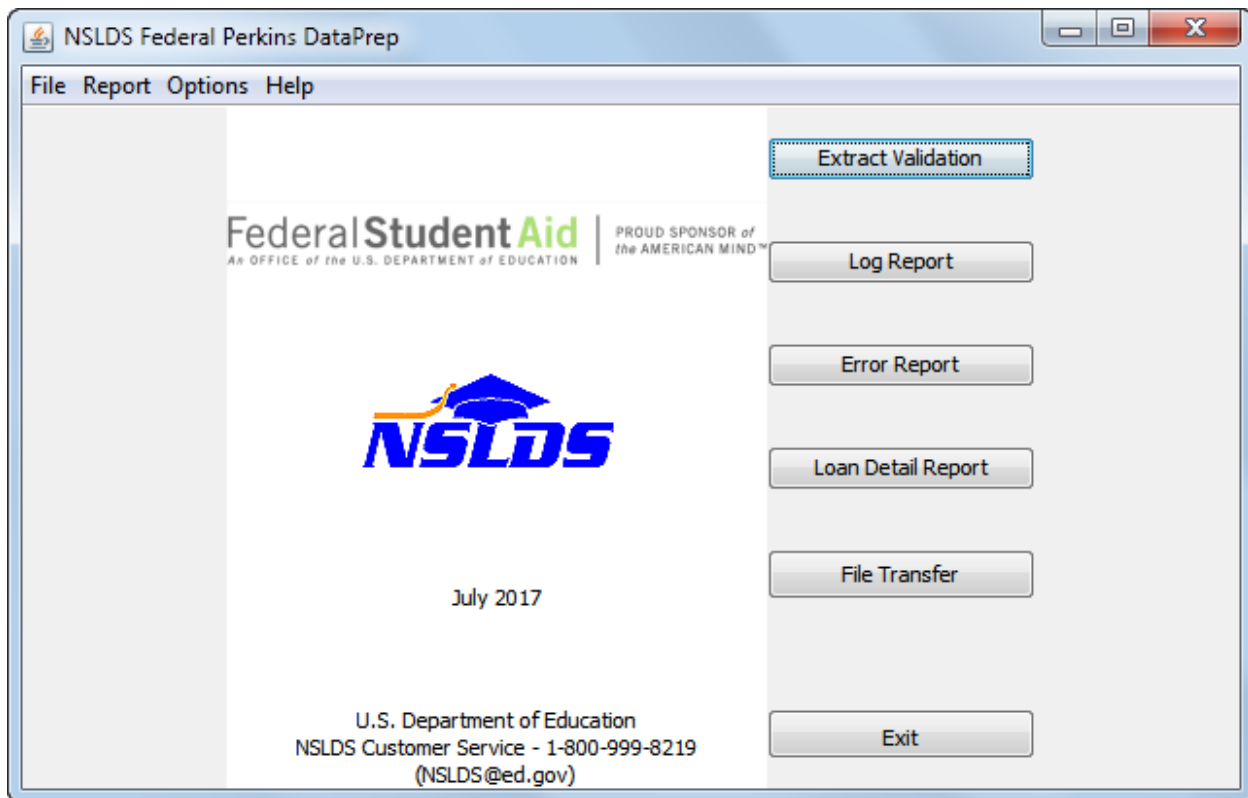 NSLDS Federal Perkins DataPrep
File Report Options Help
Extract Validation
Federal Student Aid
An OFFICE of the U.S. DEPARTMENT of EDUCATION
PROUD SPONSOR of
the AMERICAN MIND™
Log Report
Error Report
NSLDS
Loan Detail Report
File Transfer
July 2017
U.S. Department of Education
NSLDS Customer Service - 1-800-999-8219
(NSLDS@ed.gov)
Exit